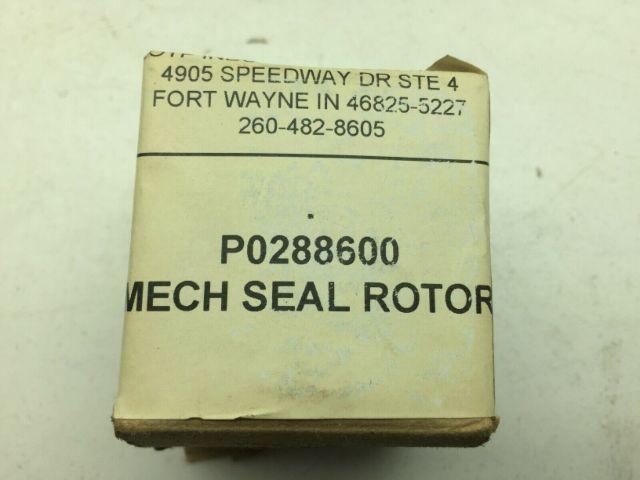 4905 SPEEDWAY DR STE 4
FORT WAYNE IN 46825-5227
260-482-8605
P0288600
MECH SEAL ROTOR